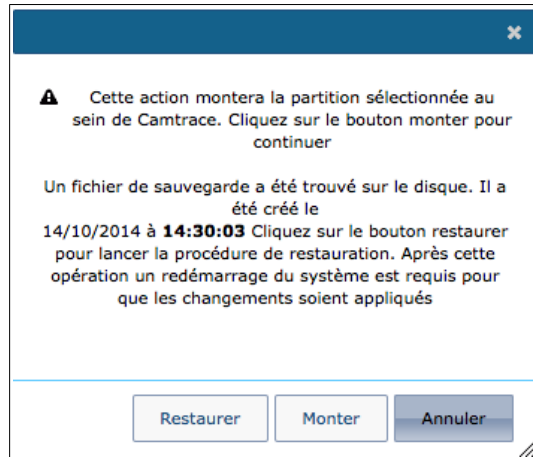 Cette action montera la partition sélectionnée au
sein de Camtrace. Cliquez sur le bouton monter pour
continuer
Un fichier de sauvegarde a été trouvé sur le disque. Il a
été créé le
14/10/2014 à 14:30:03 Cliquez sur le bouton restaurer
pour lancer la procédure de restauration. Après cette
opération un redémarrage du système est requis pour
que les changements soient appliqués
Restaurer Monter Annuler